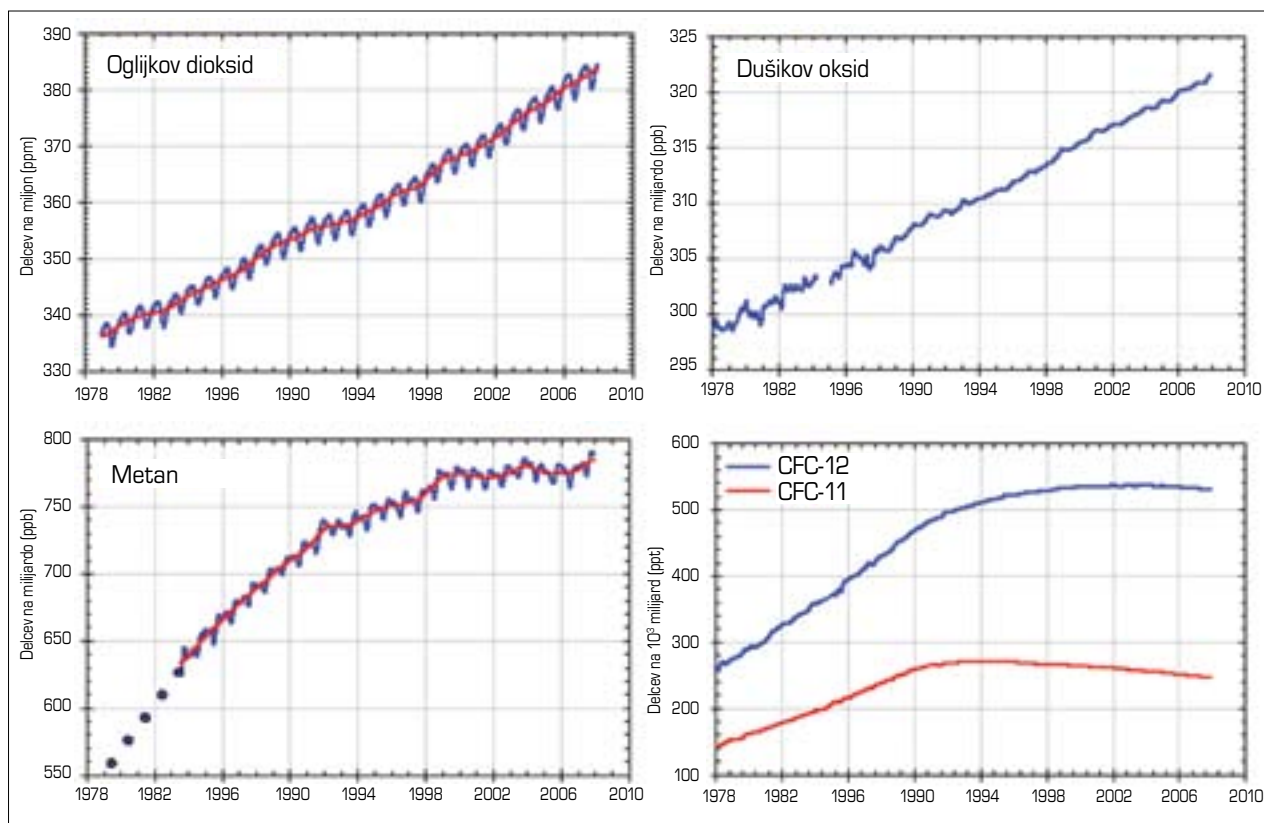 Oglijkov dioksid
Delcev na miljon (ppm)
390
380
370
360
350
340
330
1978 1982 1996 1990 1994 1998 2002 2006 2010
Dušikov oksid
Delcev na milijardo (ppb)
325
320
315
310
305
300
295
1978 1982 1996 1990 1994 1998 2002 2006 2010
Metan
Delcev na milijardo (ppb)
800
750
700
650
600
550
1978 1982 1996 1990 1994 1998 2002 2006 2010
CFC-12
CFC-11
Delcev na 10³ milijard (ppt)
600
500
400
300
200
100
1978 1982 1996 1990 1994 1998 2002 2006 2010